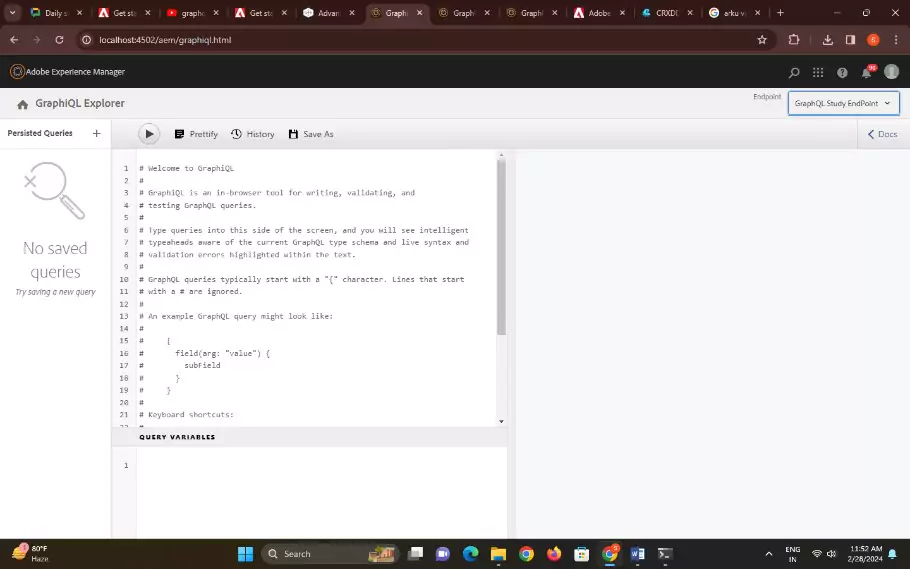 Daily s
Get sta
grapho
Get sto
Advan
Graphi
Graphi
Graphi
Adobe
CRXDE
arku v
localhost:4502/aem/graphiql.html
S
Adobe Experience Manager
GraphiQL Explorer
Endpoint
GraphQL Study EndPoint
Persisted Queries +
Prettify
History
Save As
Docs
No saved
queries
Try saving a new query
1 # Welcome to GraphiQL
2 #
3 # GraphiQL is an in-browser tool for writing, validating, and
4 # testing GraphQL queries.
5 #
6 # Type queries into this side of the screen, and you will see intelligent
7 # typeaheads aware of the current GraphQL type schema and live syntax and
8 # validation errors highlighted within the text.
9 #
10 # GraphQL queries typically start with a "{" character. Lines that start
11 # with a # are ignored.
12 #
13 # An example GraphQL query might look like:
14 #
15 # {
16 # field(arg: "value") {
17 # subField
18 # }
19 # }
20 #
21 # Keyboard shortcuts:
QUERY VARIABLES
1
80°F
Haze
Search
ENG
IN
11:52 AM
2/28/2024